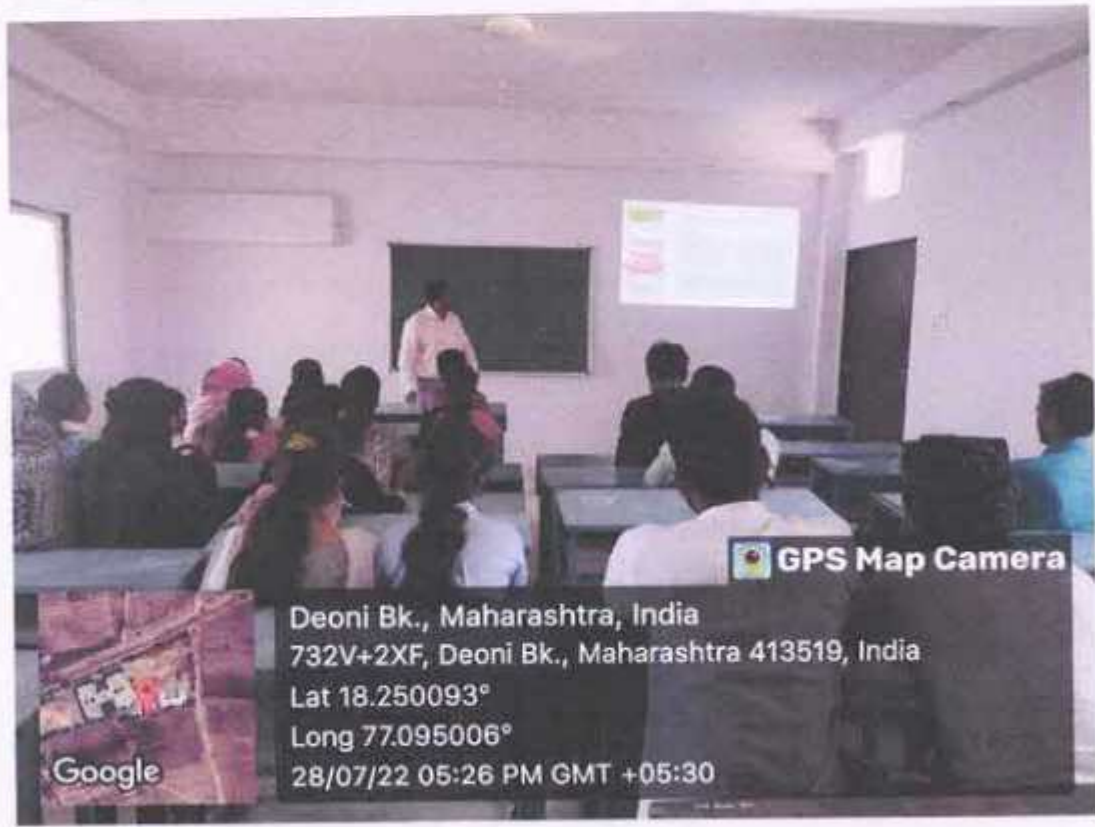 GPS Map Camera
Deoni Bk., Maharashtra, India
732V+2XF, Deoni Bk., Maharashtra 413519, India
Lat 18.250093°
Long 77.095006°
28/07/22 05:26 PM GMT +05:30
Google